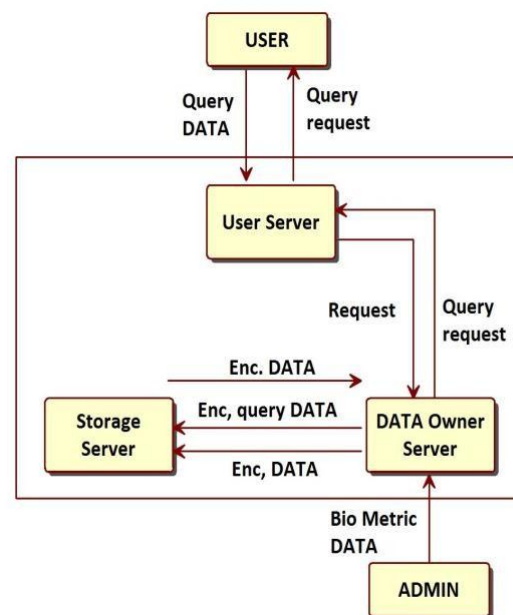 USER
Query
DATA
Query
request
User Server
Request
Query
request
Enc. DATA
Enc, query DATA
Enc, DATA
Storage
Server
DATA Owner
Server
Bio Metric
DATA
ADMIN